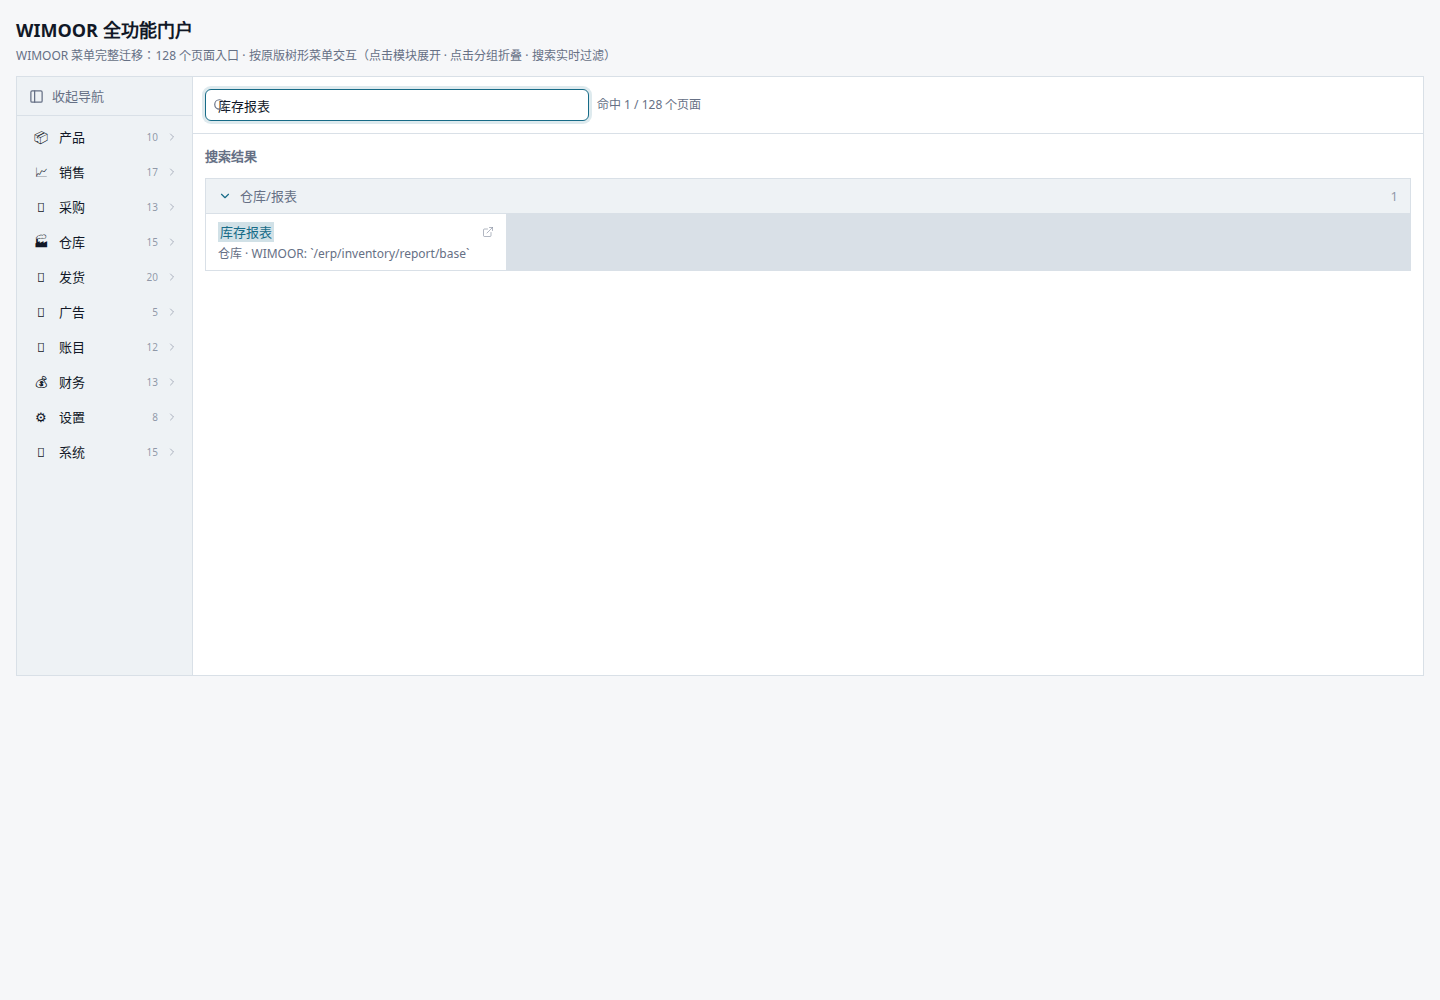 WIMOOR 全功能门户
WIMOOR 菜单完整迁移：128 个页面入口 · 按原版树形菜单交互（点击模块展开 · 点击分组折叠 · 搜索实时过滤）
收起导航
产品 10
销售 17
采购 13
仓库 15
发货 20
广告 5
账目 12
财务 13
设置 8
系统 15
库存报表
命中 1 / 128 个页面
搜索结果
仓库/报表 1
库存报表
仓库 · WIMOOR: `/erp/inventory/report/base`